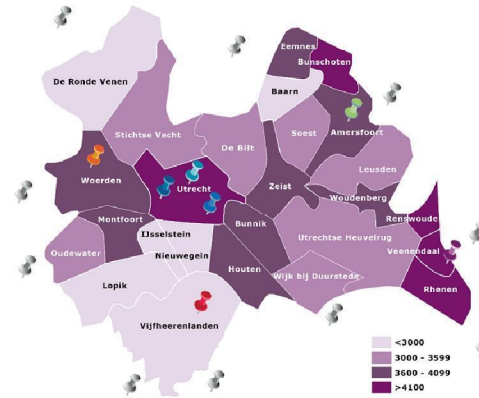 Eemnes
Bunschoten
De Ronde Venen
Baarn
Stichtse Vecht
De Bilt
Soest
Amersfoort
Leusden
Woerden
Utrecht
Zeist
Woudenberg
Renswoude
Montfoort
IJsselstein
Bunnik
Utrechtse Heuvelrug
Veenendaal
Oudewater
Nieuwegein
Houten
Wijk bij Duurstede
Rhenen
Lopik
Vijfheerenlanden
<3000
3000 - 3599
3600 - 4099
>4100